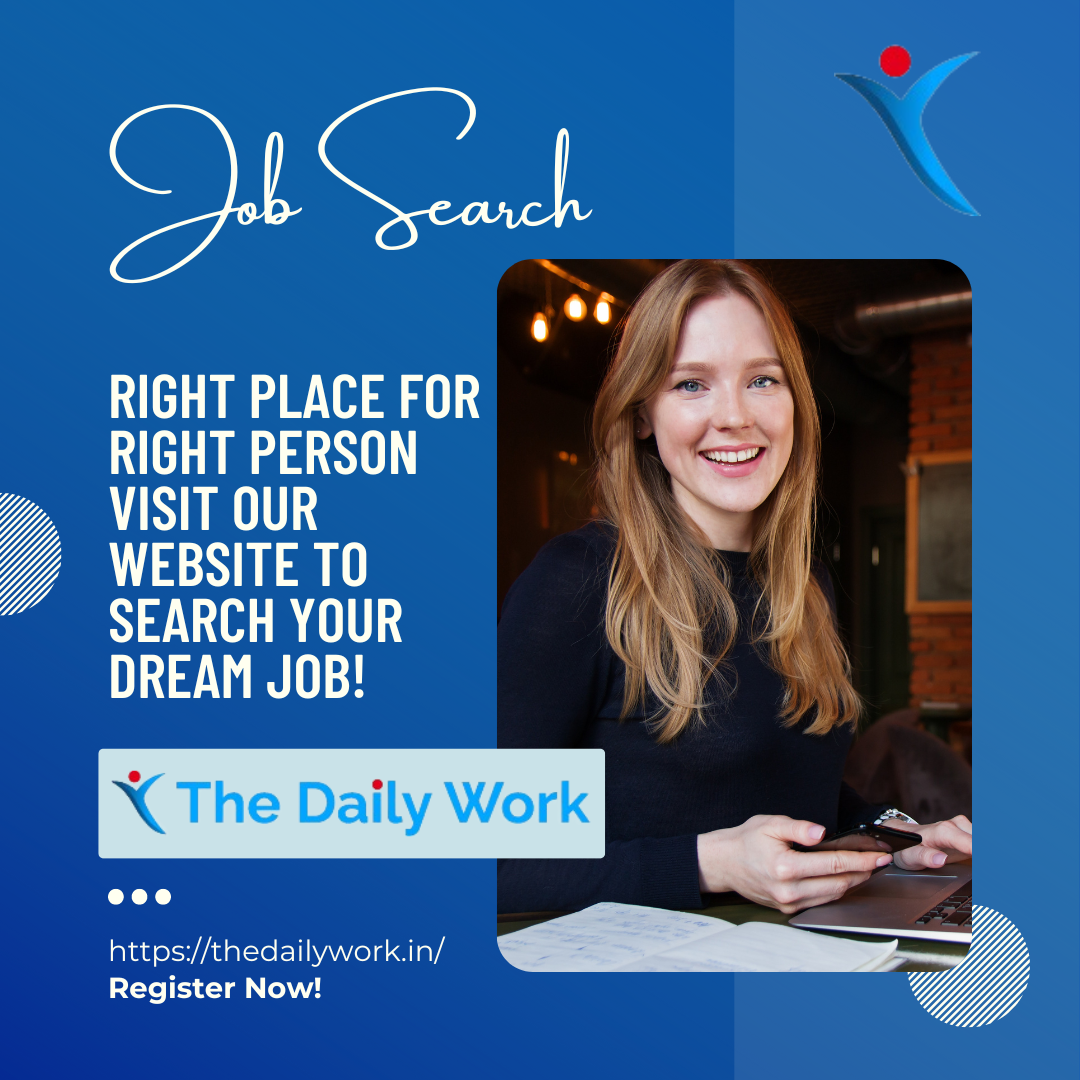 Job Search
RIGHT PLACE FOR
RIGHT PERSON
VISIT OUR
WEBSITE TO
SEARCH YOUR
DREAM JOB!
The Daily Work
https://thedailywork.in/
Register Now!